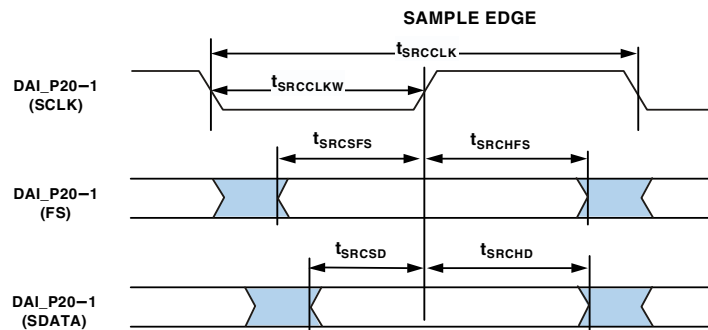 SAMPLE EDGE
tSRCCLK
DAI_P20–1
(SCLK)
tSRCCLKW
tSRCSFS
tSRCHFS
DAI_P20–1
(FS)
tSRCSD
tSRCHD
DAI_P20–1
(SDATA)